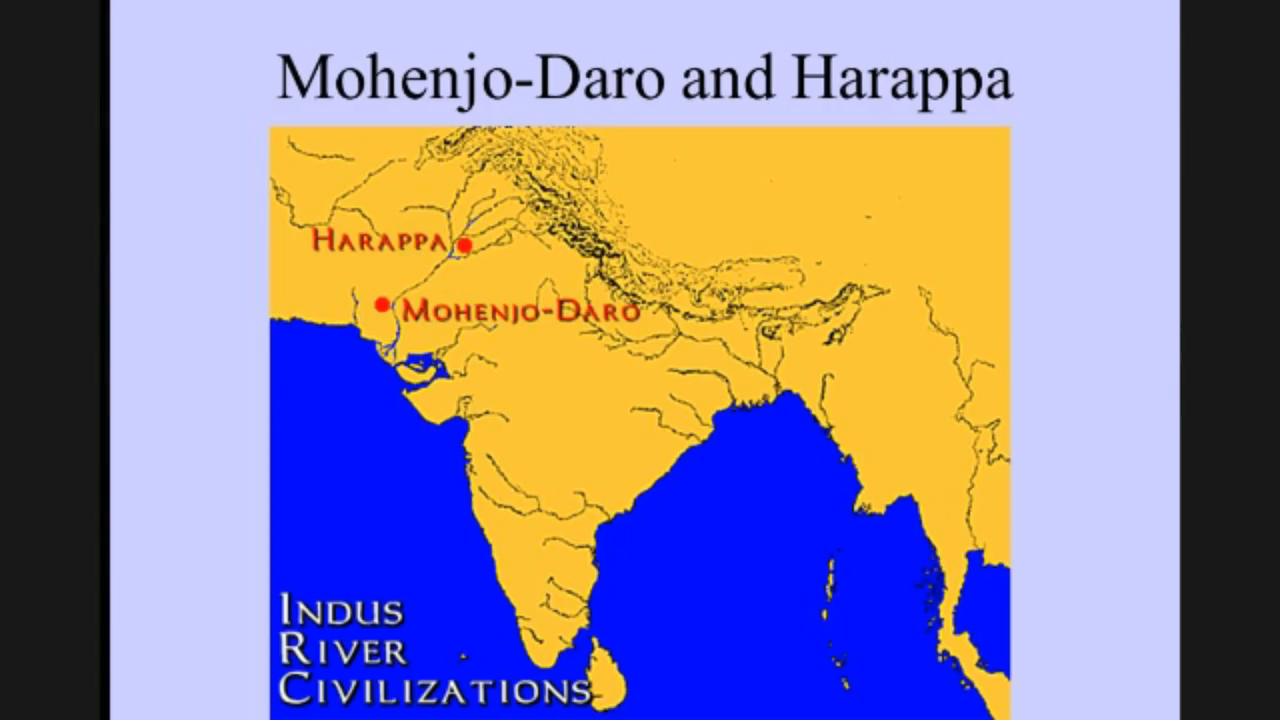 Mohenjo-Daro and Harappa
HARAPPA
MOHENJO-DARO
INDUS
RIVER
CIVILIZATIONS